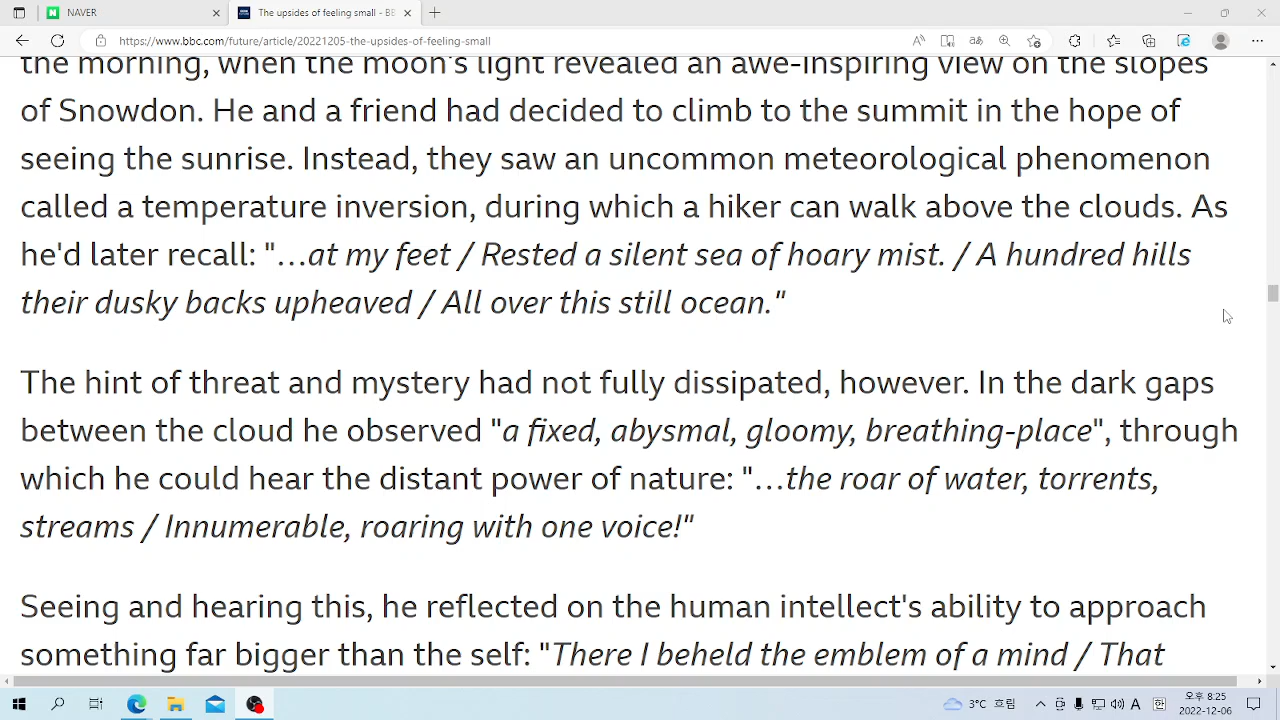 NAVER
The upsides of feeling small - BE
https://www.bbc.com/future/article/20221205-the-upsides-of-feeling-small
the morning, when the moon's light revealed an awe-inspiring view on the slopes
of Snowdon. He and a friend had decided to climb to the summit in the hope of
seeing the sunrise. Instead, they saw an uncommon meteorological phenomenon
called a temperature inversion, during which a hiker can walk above the clouds. As
he'd later recall: "…at my feet / Rested a silent sea of hoary mist. / A hundred hills
their dusky backs upheaved / All over this still ocean."
The hint of threat and mystery had not fully dissipated, however. In the dark gaps
between the cloud he observed "a fixed, abysmal, gloomy, breathing-place", through
which he could hear the distant power of nature: "…the roar of water, torrents,
streams / Innumerable, roaring with one voice!"
Seeing and hearing this, he reflected on the human intellect's ability to approach
something far bigger than the self: "There I beheld the emblem of a mind / That
3°C 흐림
A
오후 8:25
2022-12-06